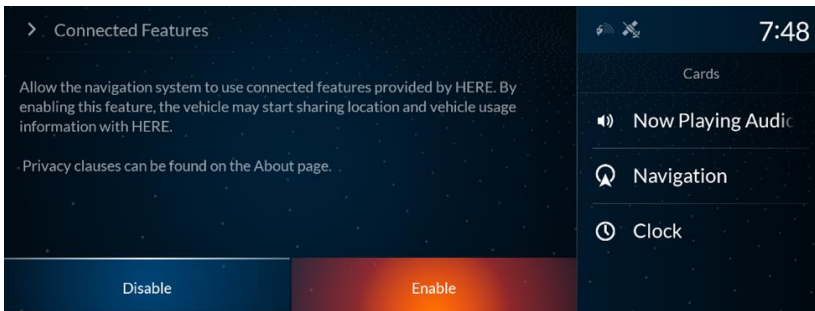 Connected Features
Allow the navigation system to use connected features provided by HERE. By
enabling this feature, the vehicle may start sharing location and vehicle usage
information with HERE.
Privacy clauses can be found on the About page.
Disable
Enable
7:48
Cards
Now Playing Audio
Navigation
Clock